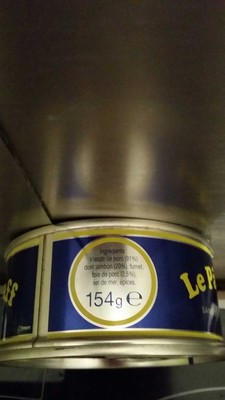 Ingrédients
viande de porc (91%)
dont jambon (20%), fumet,
foie de porc (2,5%),
sel de mer, épices.
154g e
Le P
ff